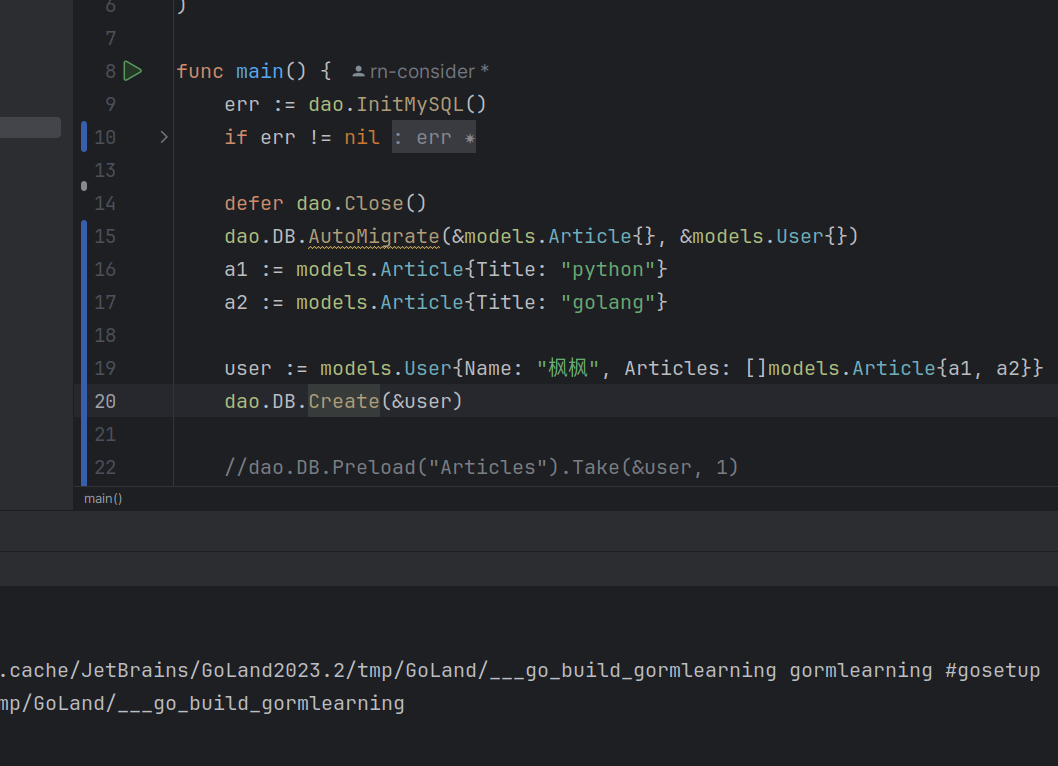 6 )
7
8 func main() { rn-consider *
9 err := dao.InitMySQL()
10 if err != nil : err *
13
14 defer dao.Close()
15 dao.DB.AutoMigrate(&models.Article{}, &models.User{})
16 a1 := models.Article{Title: "python"}
17 a2 := models.Article{Title: "golang"}
18
19 user := models.User{Name: "枫枫", Articles: []models.Article{a1, a2}}
20 dao.DB.Create(&user)
21
22 //dao.DB.Preload("Articles").Take(&user, 1)
main()
.cache/JetBrains/GoLand2023.2/tmp/GoLand/___go_build_gormlearning gormlearning #gosetup
mp/GoLand/___go_build_gormlearning